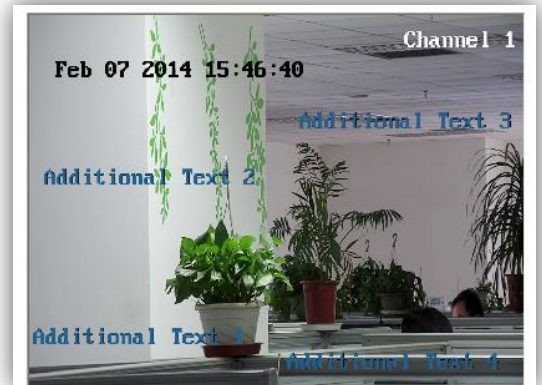 Channel 1
Feb 07 2014 15:46:40
Additional Text 3
Additional Text 2
Additional Text 1
Additional Text 4